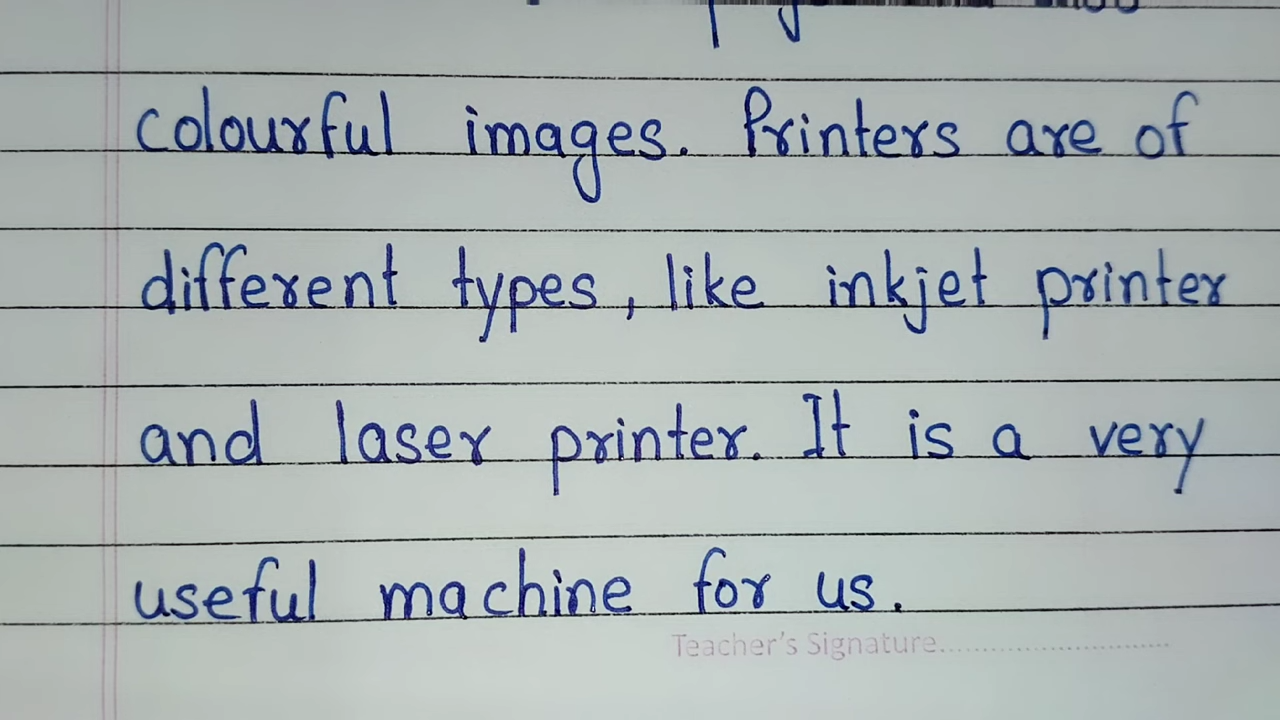 colourful images. Printers are of
different types, like inkjet printer
and laser printer. It is a very
useful machine for us.
Teacher's Signature..............................